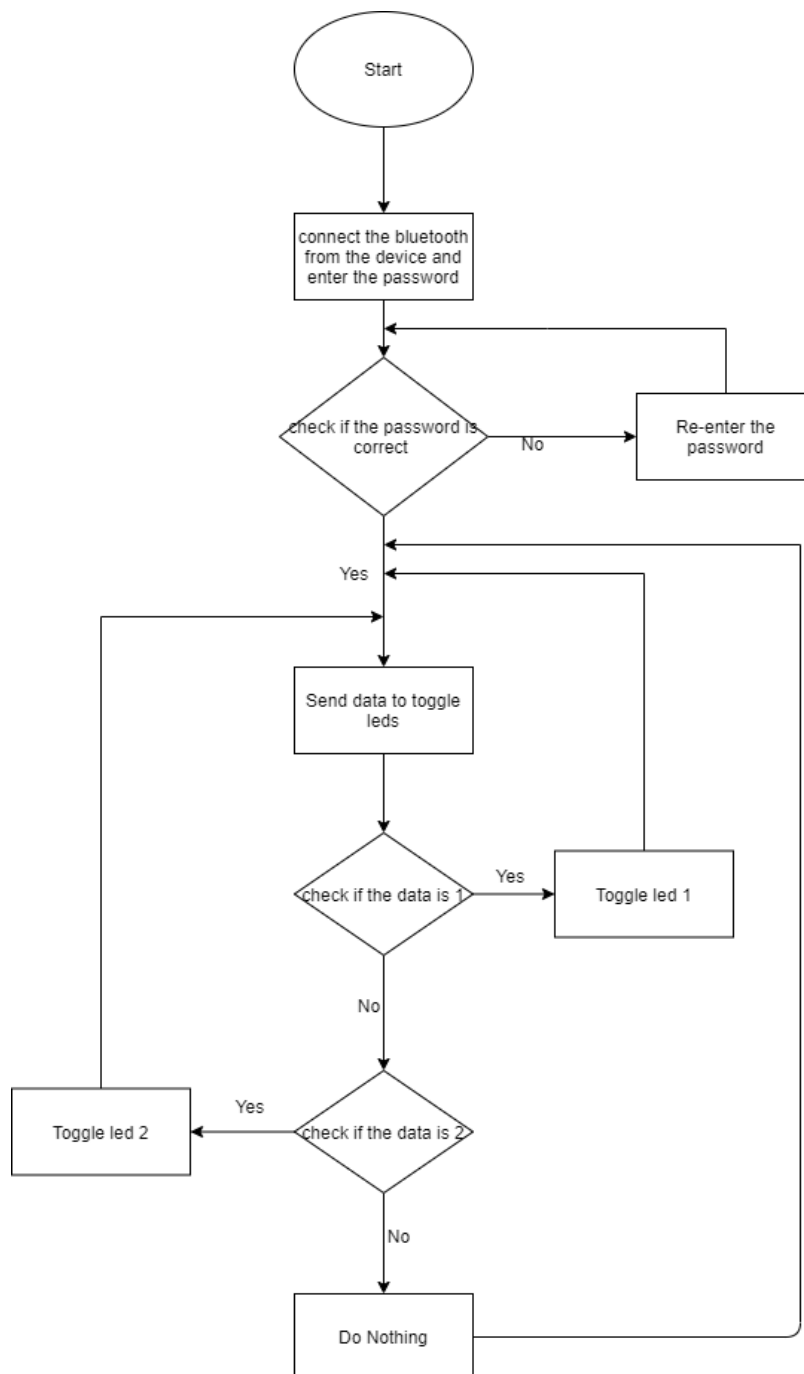 Start
connect the bluetooth
from the device and
enter the password
check if the password is
correct
No
Re-enter the
password
Yes
Send data to toggle
leds
check if the data is 1
Yes
Toggle led 1
No
check if the data is 2
Yes
Toggle led 2
No
Do Nothing